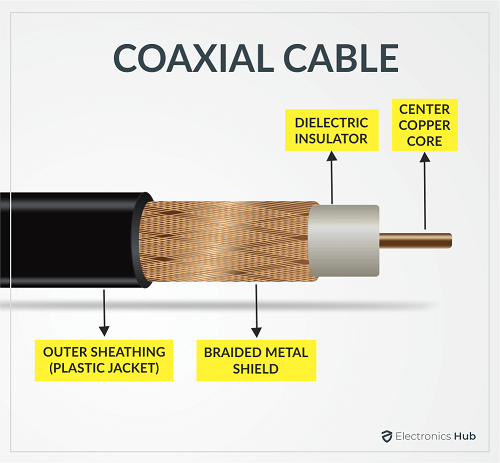 COAXIAL CABLE
DIELECTRIC
INSULATOR
CENTER
COPPER
CORE
OUTER SHEATHING
(PLASTIC JACKET)
BRAIDED METAL
SHIELD
Electronics Hub